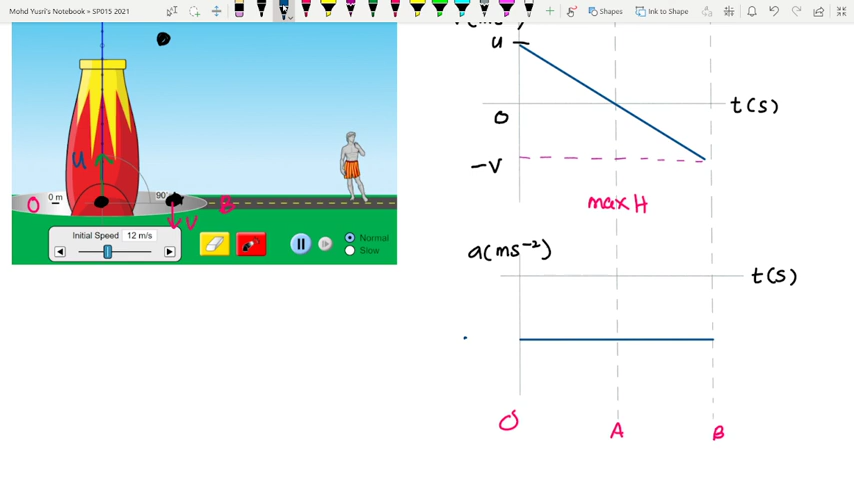 Mohd Yusri's Notebook » SP015 2021
Shapes
Ink to Shape
u
t(s)
O
-v
max H
a(ms⁻²)
t(s)
O
A
B
u
90°
O
0 m
B
v
Initial Speed
12 m/s
Normal
Slow